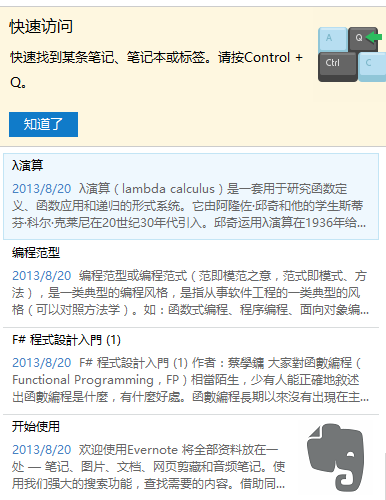 快速访问
快速找到某条笔记、笔记本或标签。请按Control +
Q。
A Q
Ctrl C
知道了
λ演算
2013/8/20 λ演算（lambda calculus）是一套用于研究函数定
义、函数应用和递归的形式系统。它由阿隆佐·邱奇和他的学生斯蒂
芬·科尔·克莱尼在20世纪30年代引入。邱奇运用λ演算在1936年给...
编程范型
2013/8/20 编程范型或编程范式（范即模范之意，范式即模式、方
法），是一类典型的编程风格，是指从事软件工程的一类典型的风
格（可以对照方法学）。如：函数式编程、程序编程、面向对象编...
F# 程式設計入門 (1)
2013/8/20 F# 程式設計入門 (1) 作者：蔡學鏞 大家對函數編程（
Functional Programming，FP）相當陌生，少有人能正確地敘述
出函數編程是什麼，有什麼好處。函數編程長期以來沒有出現在主...
开始使用
2013/8/20 欢迎使用Evernote 将全部资料放在一
处 — 笔记、图片、文档、网页剪藏和音频笔记。
使用我们强大的搜索功能，查找需要的内容。借助同...